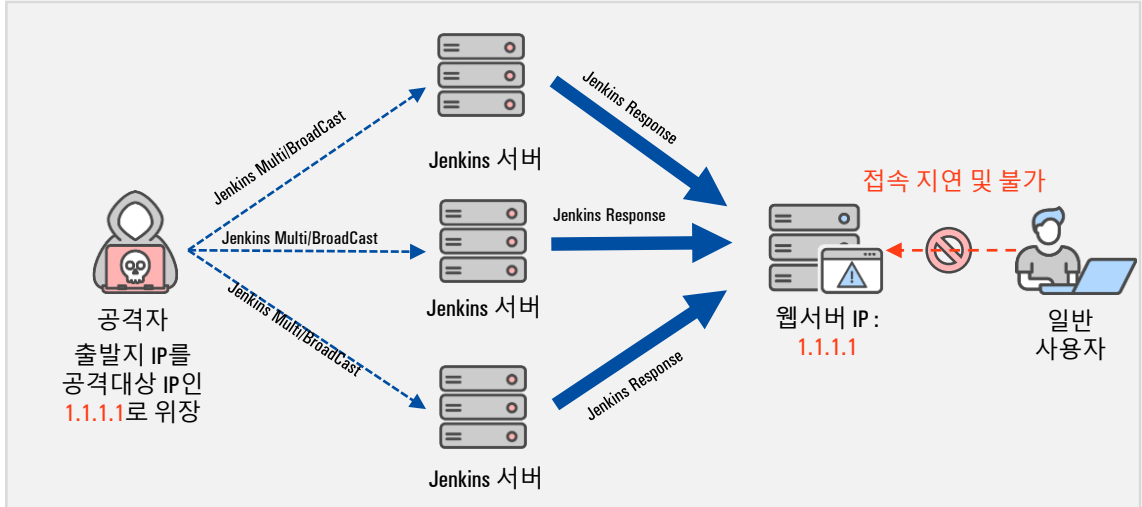 Jenkins Multi/BroadCast
Jenkins 서버
Jenkins Response
Jenkins Multi/BroadCast
Jenkins 서버
Jenkins Response
Jenkins Multi/BroadCast
Jenkins 서버
Jenkins Response
공격자
출발지 IP를
공격대상 IP인
1.1.1.1로 위장
접속 지연 및 불가
웹서버 IP :
1.1.1.1
일반
사용자